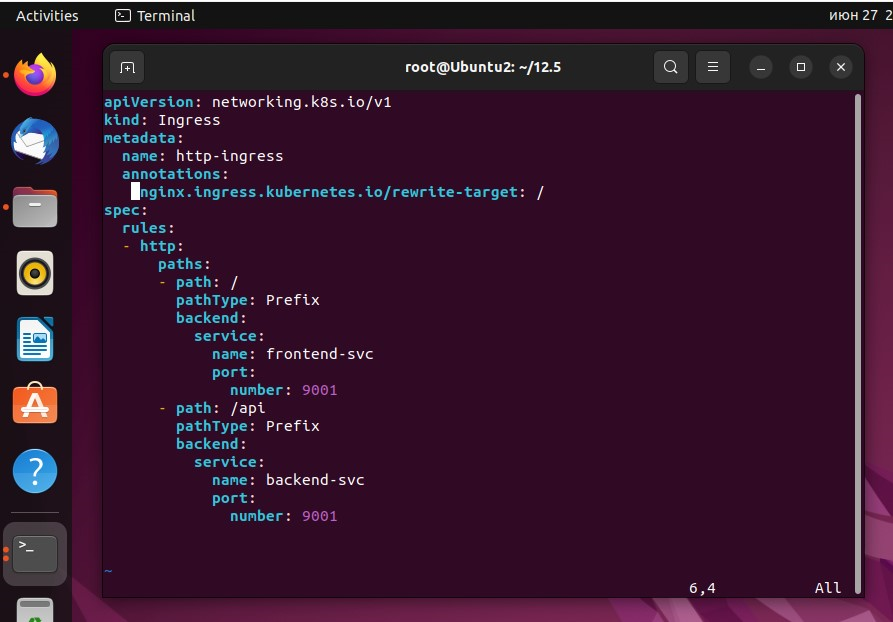 Activities
Terminal
июн 27 2
root@Ubuntu2: ~/12.5
apiVersion: networking.k8s.io/v1
kind: Ingress
metadata:
  name: http-ingress
  annotations:
    nginx.ingress.kubernetes.io/rewrite-target: /
spec:
  rules:
  - http:
      paths:
      - path: /
        pathType: Prefix
        backend:
          service:
            name: frontend-svc
            port:
              number: 9001
      - path: /api
        pathType: Prefix
        backend:
          service:
            name: backend-svc
            port:
              number: 9001
~
6,4
All